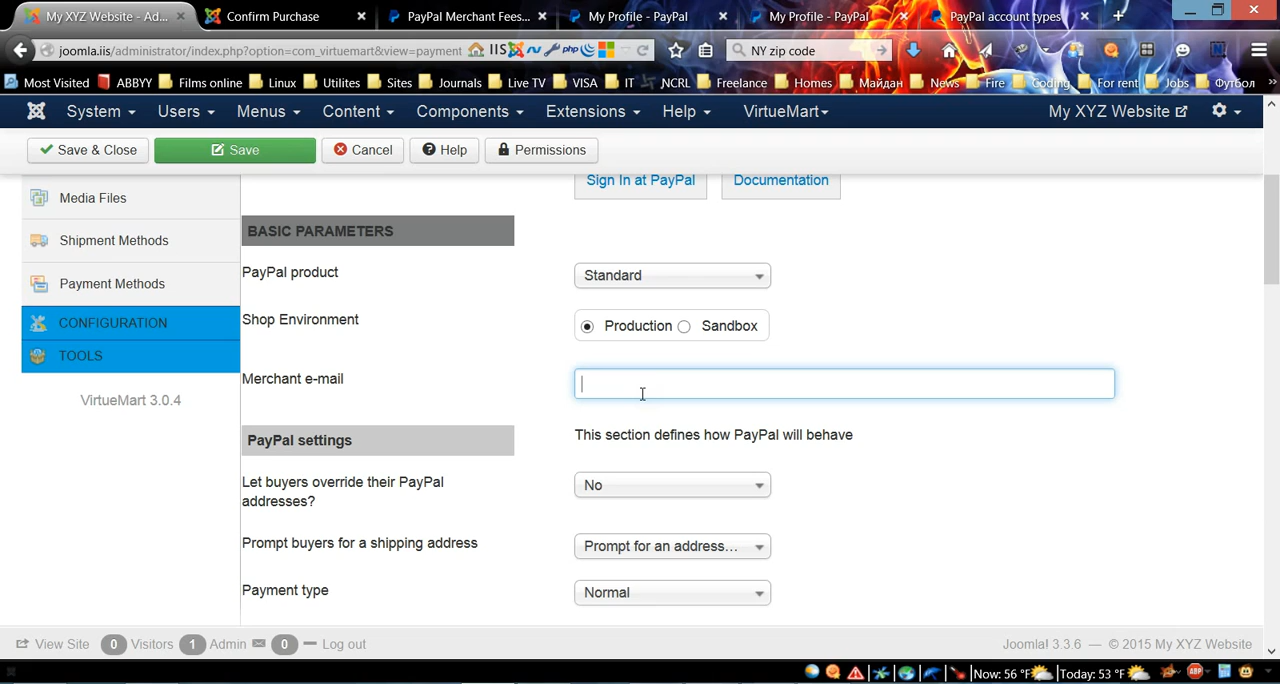 My XYZ Website - Ad...
Confirm Purchase
PayPal Merchant Fees...
My Profile - PayPal
My Profile - PayPal
PayPal account types
joomla.iis/administrator/index.php?option=com_virtuemart&view=payment
IIS
php
NY zip code
Most Visited ABBYY Films online Linux Utilites Sites Journals Live TV VISA IT NCRL Freelance Homes Майдан News Fire Coding For rent Jobs Футбол
System Users Menus Content Components Extensions Help VirtueMart My XYZ Website
Save & Close Save Cancel Help Permissions
Media Files
Shipment Methods
Payment Methods
CONFIGURATION
TOOLS
VirtueMart 3.0.4
Sign In at PayPal Documentation
BASIC PARAMETERS
PayPal product Standard
Shop Environment Production Sandbox
Merchant e-mail
PayPal settings This section defines how PayPal will behave
Let buyers override their PayPal
addresses? No
Prompt buyers for a shipping address Prompt for an address...
Payment type Normal
View Site 0 Visitors 1 Admin 0 Log out Joomla! 3.3.6 — © 2015 My XYZ Website
Now: 56 °F Today: 53 °F ABP